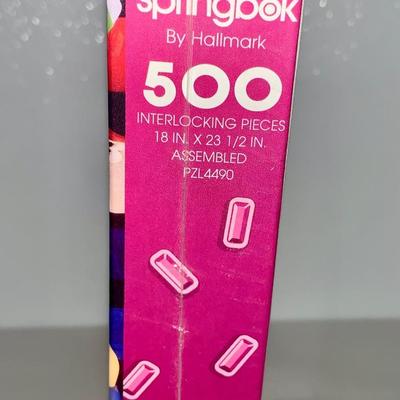 springbok
By Hallmark
500
INTERLOCKING PIECES
18 IN. X 23 1/2 IN.
ASSEMBLED
PZL4490